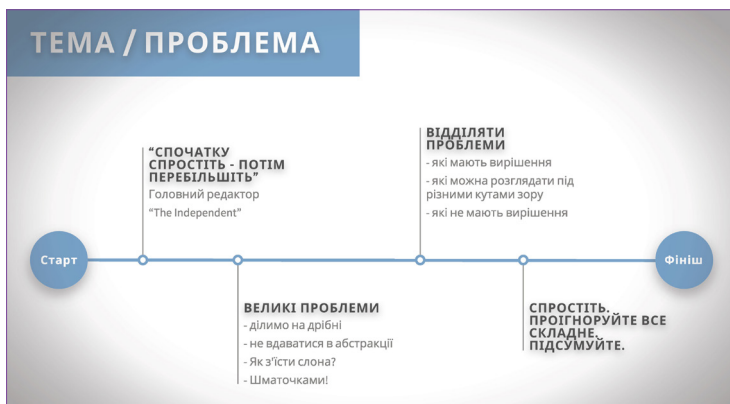 ТЕМА / ПРОБЛЕМА
“СПОЧАТКУ
СПРОСТІТЬ - ПОТІМ
ПЕРЕБІЛЬШІТЬ”
Головний редактор
“The Independent”
ВІДДІЛЯТИ
ПРОБЛЕМИ
- які мають вирішення
- які можна розглядати під
різними кутами зору
- які не мають вирішення
Старт
Фініш
ВЕЛИКІ ПРОБЛЕМИ
- ділимо на дрібні
- не вдаватися в абстракції
- Як з’їсти слона?
- Шматочками!
СПРОСТІТЬ.
ПРОІГНОРУЙТЕ ВСЕ
СКЛАДНЕ.
ПІДСУМУЙТЕ.